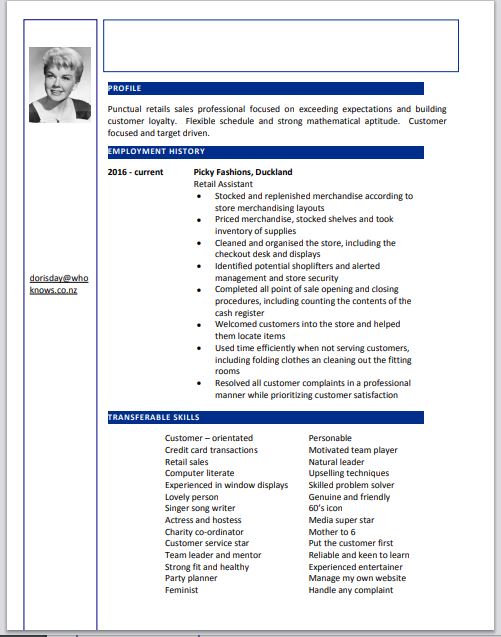 PROFILE
Punctual retails sales professional focused on exceeding expectations and building
customer loyalty. Flexible schedule and strong mathematical aptitude. Customer
focused and target driven.
EMPLOYMENT HISTORY
2016 - current Picky Fashions, Duckland
Retail Assistant
• Stocked and replenished merchandise according to
store merchandising layouts
• Priced merchandise, stocked shelves and took
inventory of supplies
• Cleaned and organised the store, including the
checkout desk and displays
• Identified potential shoplifters and alerted
management and store security
• Completed all point of sale opening and closing
procedures, including counting the contents of the
cash register
• Welcomed customers into the store and helped
them locate items
• Used time efficiently when not serving customers,
including folding clothes an cleaning out the fitting
rooms
• Resolved all customer complaints in a professional
manner while prioritizing customer satisfaction
dorisday@who
knows.co.nz
TRANSFERABLE SKILLS
Customer – orientated Personable
Credit card transactions Motivated team player
Retail sales Natural leader
Computer literate Upselling techniques
Experienced in window displays Skilled problem solver
Lovely person Genuine and friendly
Singer song writer 60's icon
Actress and hostess Media super star
Charity co-ordinator Mother to 6
Customer service star Put the customer first
Team leader and mentor Reliable and keen to learn
Strong fit and healthy Experienced entertainer
Party planner Manage my own website
Feminist Handle any complaint